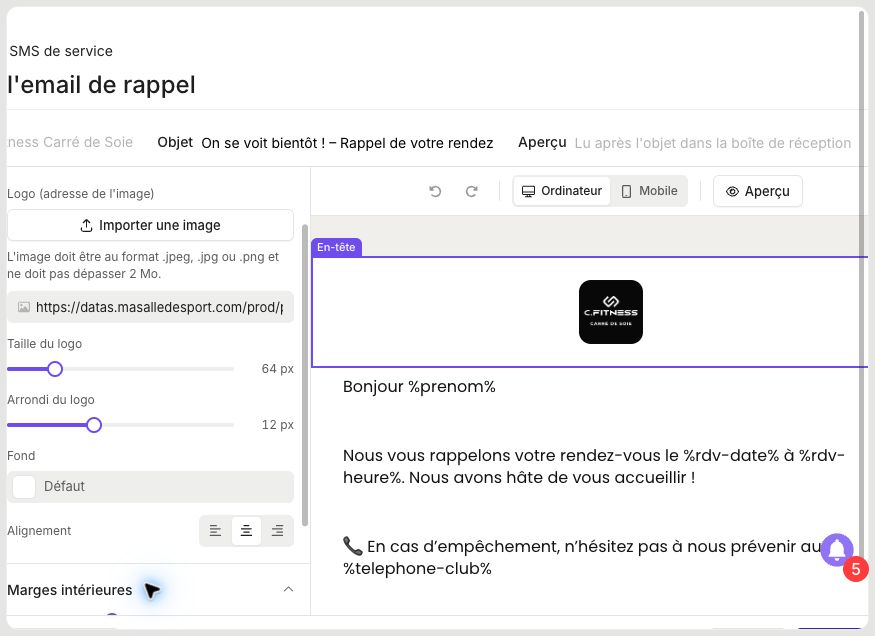 SMS de service
l'email de rappel
ness Carré de Soie Objet On se voit bientôt ! – Rappel de votre rendez Aperçu Lu après l'objet dans la boîte de réception
Logo (adresse de l'image)
Importer une image
L'image doit être au format .jpeg, .jpg ou .png et
ne doit pas dépasser 2 Mo.
https://datas.masalledesport.com/prod/p
Taille du logo
64 px
Arrondi du logo
12 px
Fond
Défaut
Alignement
Marges intérieures
Ordinateur Mobile Aperçu
En-tête
C.FITNESS
CARRÉ DE SOIE
Bonjour %prenom%
Nous vous rappelons votre rendez-vous le %rdv-date% à %rdv-
heure%. Nous avons hâte de vous accueillir !
📞 En cas d’empêchement, n’hésitez pas à nous prévenir au
%telephone-club%
5